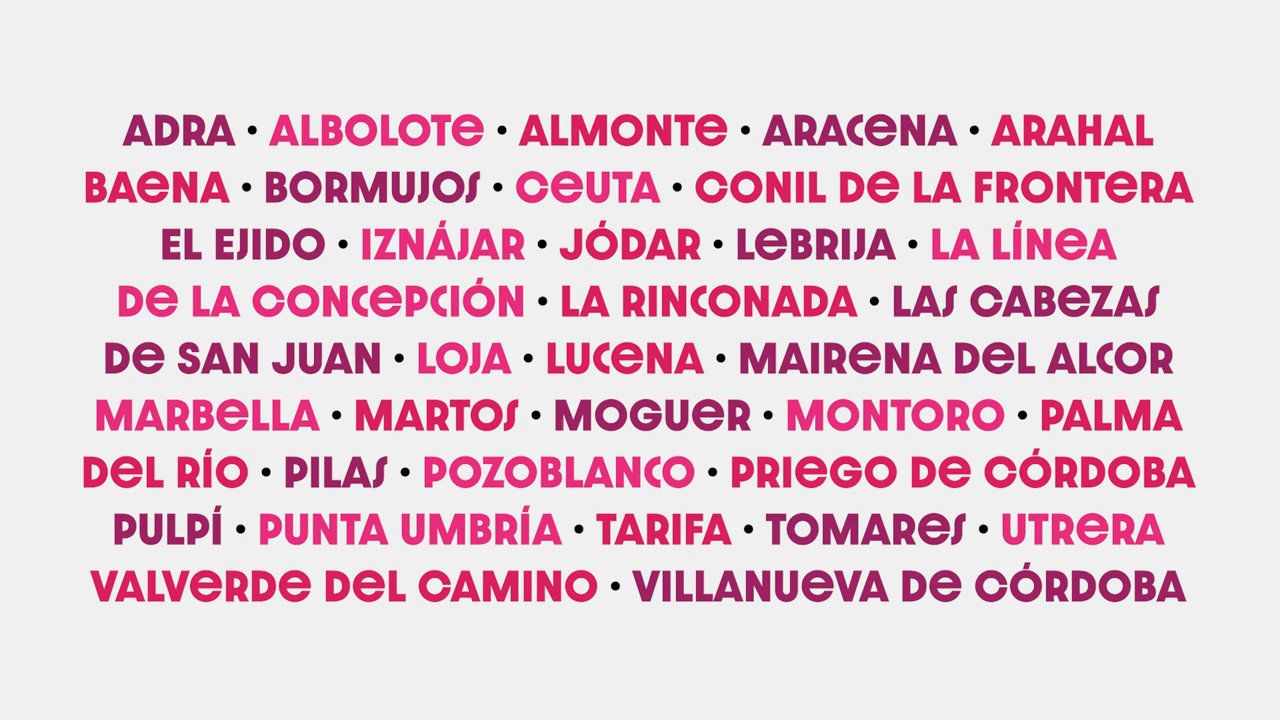 ADRA • ALBOLOTE • ALMONTE • ARACENA • ARAHAL
BAENA • BORMUJOS • CEUTA • CONIL DE LA FRONTERA
EL EJIDO • IZNÁJAR • JÓDAR • LEBRIJA • LA LÍNEA
DE LA CONCEPCIÓN • LA RINCONADA • LAS CABEZAS
DE SAN JUAN • LOJA • LUCENA • MAIRENA DEL ALCOR
MARBELLA • MARTOS • MOGUER • MONTORO • PALMA
DEL RÍO • PILAS • POZOBLANCO • PRIEGO DE CÓRDOBA
PULPÍ • PUNTA UMBRÍA • TARIFA • TOMARES • UTRERA
VALVERDE DEL CAMINO • VILLANUEVA DE CÓRDOBA